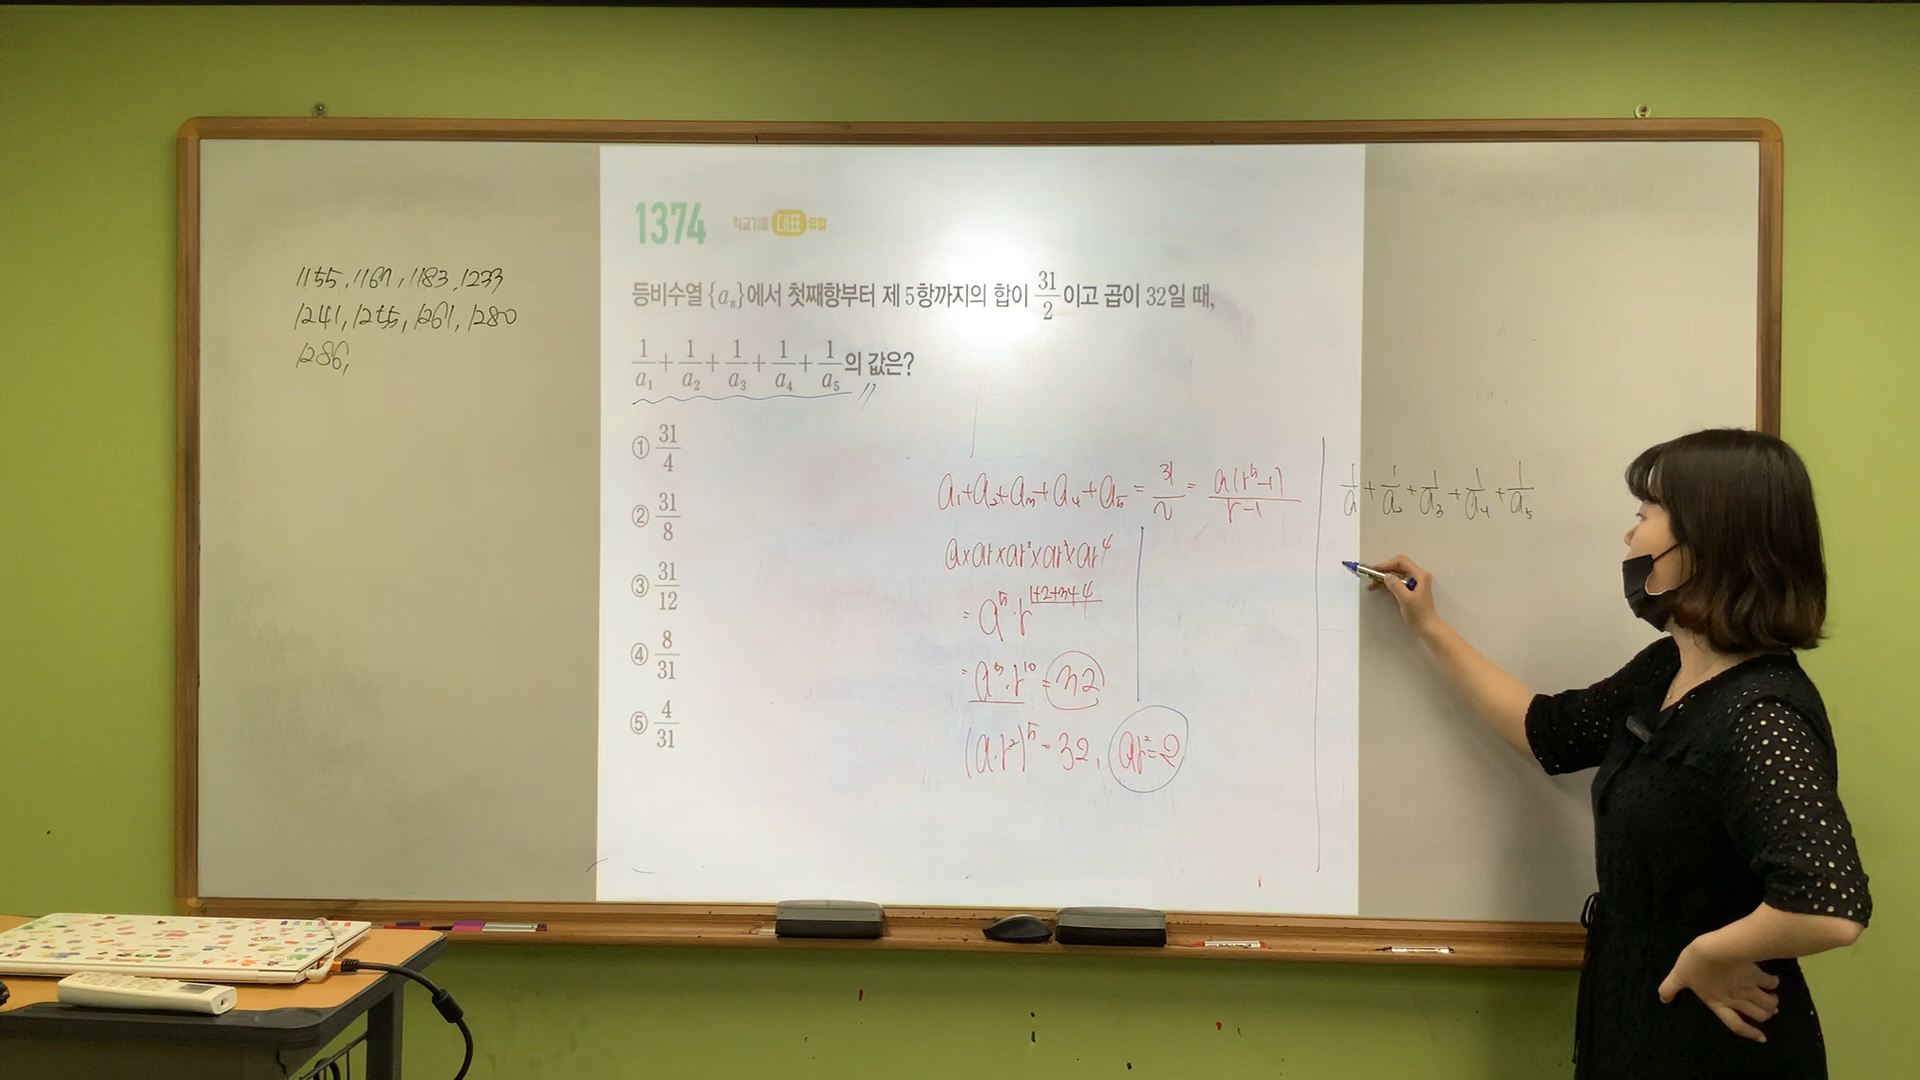 1155, 1167, 1183, 1233
1241, 1255, 1261, 1280
1286,
1374 학교기출 대표 유형
등비수열 {aₙ}에서 첫째항부터 제 5항까지의 합이 31/2이고 곱이 32일 때,
1/a₁ + 1/a₂ + 1/a₃ + 1/a₄ + 1/a₅의 값은?
① 31/4
② 31/8
③ 31/12
④ 8/31
⑤ 4/31
a₁+a₂+a₃+a₄+a₅ = 31/2 = a(r⁵-1)/r-1
a×ar×ar²×ar³×ar⁴
= a⁵·r¹⁺²⁺³⁺⁴
= a⁵·r¹⁰ = 32
(a·r²)⁵ = 32, ar²=2
1/a + 1/a₂ + 1/a₃ + 1/a₄ + 1/a₅